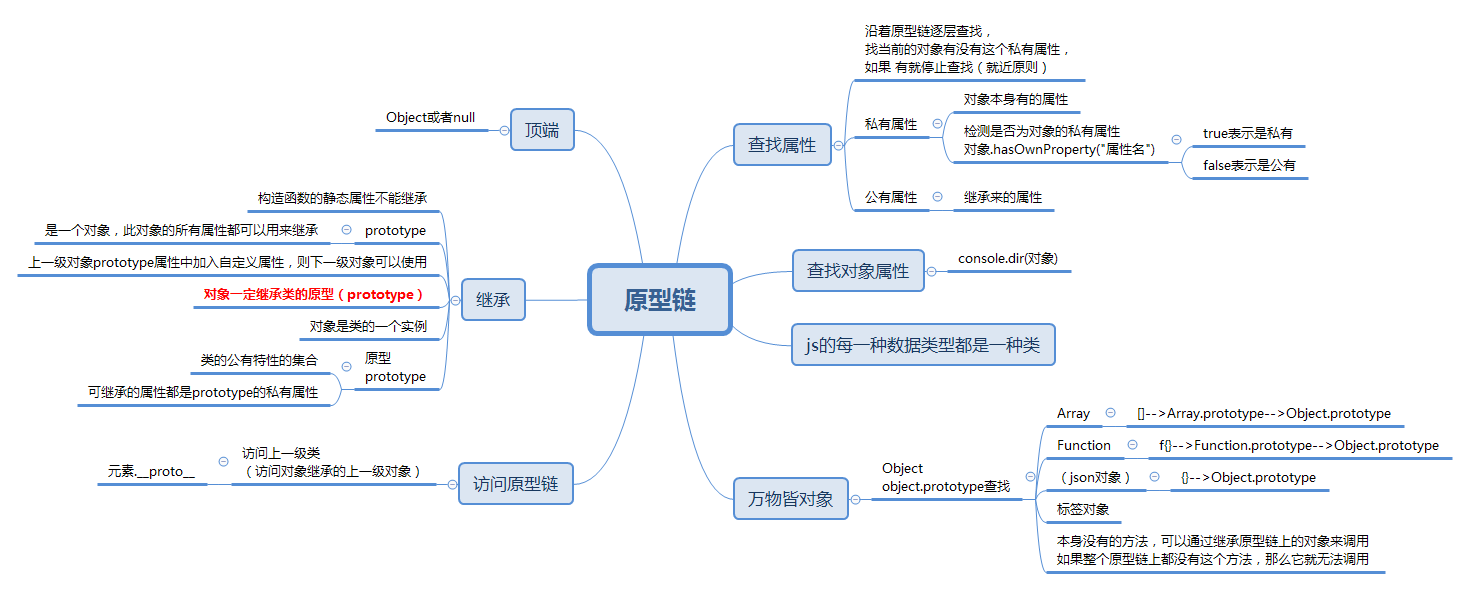 原型链
顶端
Object或者null
继承
构造函数的静态属性不能继承
prototype
是一个对象，此对象的所有属性都可以用来继承
上一级对象prototype属性中加入自定义属性，则下一级对象可以使用
对象一定继承类的原型（prototype）
对象是类的一个实例
原型
prototype
类的公有特性的集合
可继承的属性都是prototype的私有属性
访问原型链
访问上一级类
（访问对象继承的上一级对象）
元素.__proto__
查找属性
沿着原型链逐层查找，
找当前的对象有没有这个私有属性，
如果 有就停止查找（就近原则）
私有属性
对象本身有的属性
检测是否为对象的私有属性
对象.hasOwnProperty("属性名")
true表示是私有
false表示是公有
公有属性
继承来的属性
查找对象属性
console.dir(对象)
js的每一种数据类型都是一种类
万物皆对象
Object
object.prototype查找
Array
[]-->Array.prototype-->Object.prototype
Function
f{}-->Function.prototype-->Object.prototype
（json对象）
{}-->Object.prototype
标签对象
本身没有的方法，可以通过继承原型链上的对象来调用
如果整个原型链上都没有这个方法，那么它就无法调用